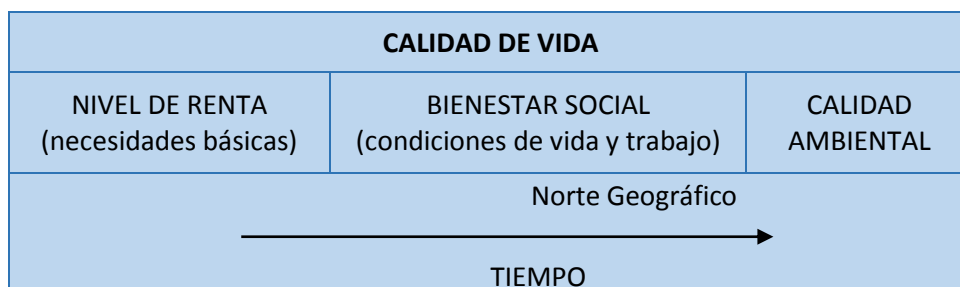 CALIDAD DE VIDA
NIVEL DE RENTA
(necesidades básicas)
BIENESTAR SOCIAL
(condiciones de vida y trabajo)
CALIDAD
AMBIENTAL
Norte Geográfico
TIEMPO